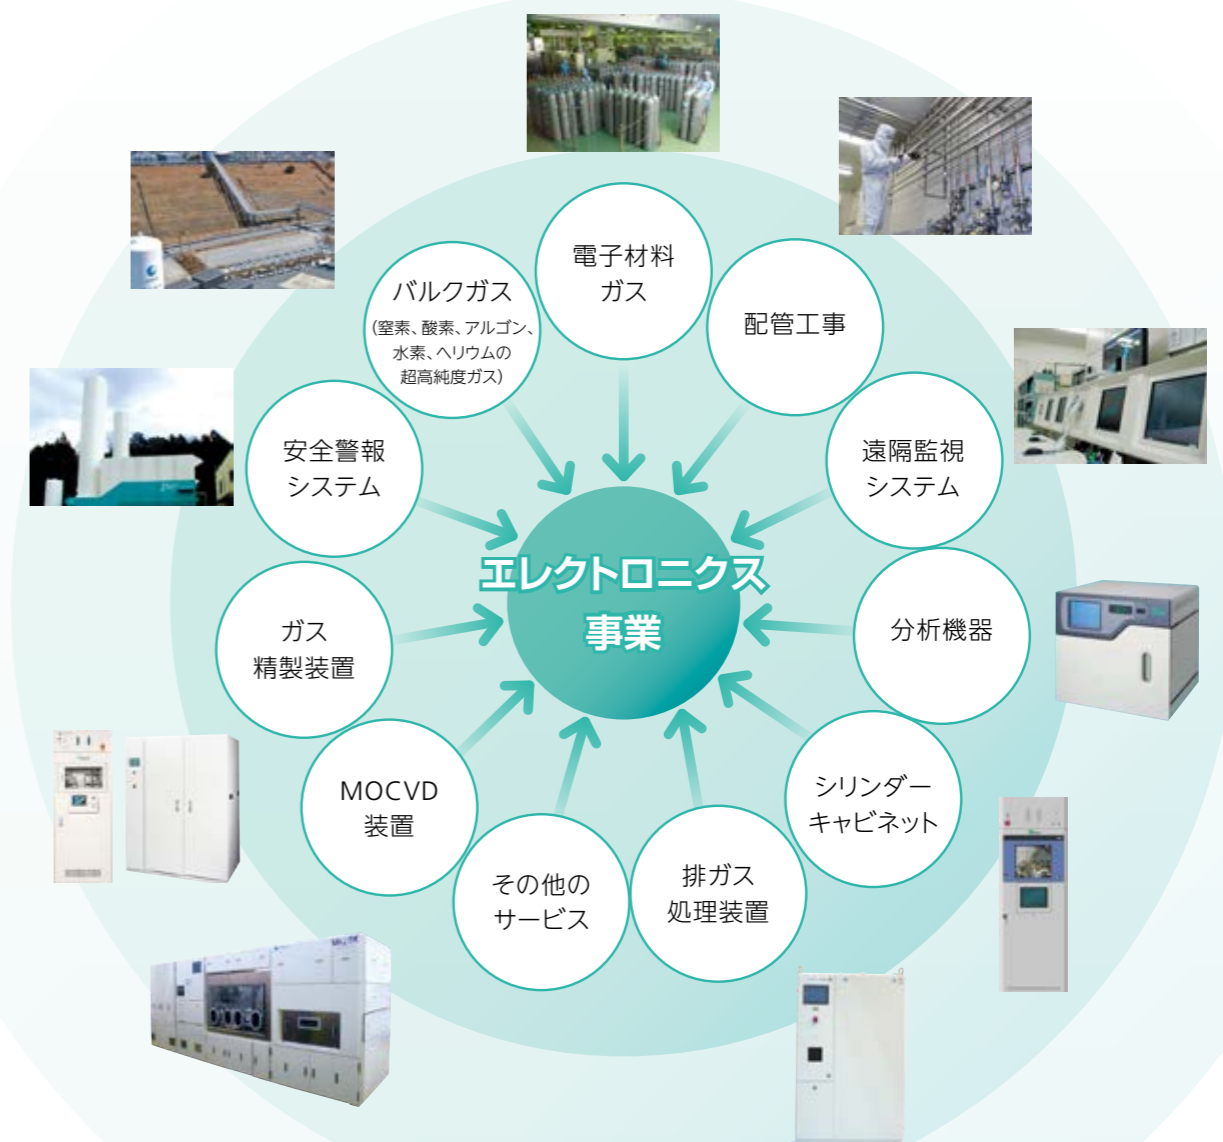 電子材料
ガス
バルクガス
(窒素、酸素、アルゴン、
水素、ヘリウムの
超高純度ガス)
配管工事
安全警報
システム
遠隔監視
システム
エレクトロニクス
事業
ガス
精製装置
分析機器
MOCVD
装置
シリンダー
キャビネット
その他の
サービス
排ガス
処理装置